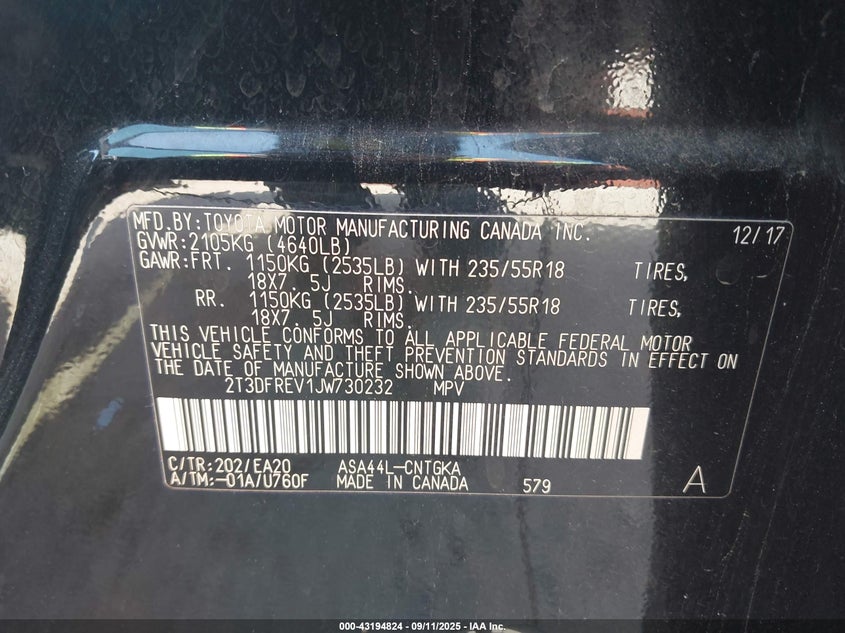 MFD.BY:TOYOTA MOTOR MANUFACTURING CANADA INC. 12/17
GVWR:2105KG (4640LB)
GAWR:FRT. 1150KG (2535LB) WITH 235/55R18 TIRES,
18X7. 5J RIMS.
RR. 1150KG (2535LB) WITH 235/55R18 TIRES,
18X7. 5J RIMS.
THIS VEHICLE CONFORMS TO ALL APPLICABLE FEDERAL MOTOR
VEHICLE SAFETY AND THEFT PREVENTION STANDARDS IN EFFECT ON
THE DATE OF MANUFACTURE SHOWN ABOVE.
2T3DFREV1JW730232 MPV
C/TR:202/EA20 ASA44L-CNTGKA
A/TM:-01A/U760F MADE IN CANADA 579 A
000-43194824 - 09/11/2025 - IAA Inc.